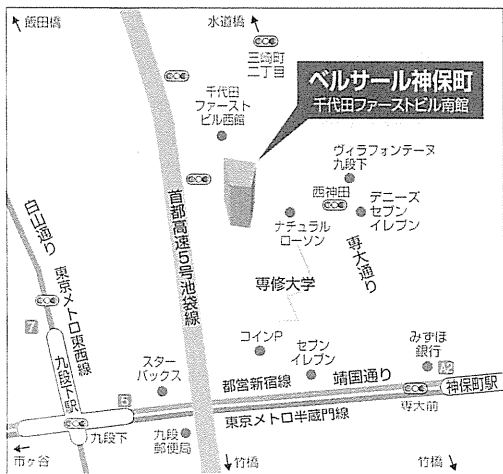 飯田橋
水道橋
三崎町
二丁目
千代田
ファースト
ビル西館
ベルサール神保町
千代田ファーストビル南館
ヴィラフォンテーヌ
九段下
西神田
デニーズ
セブン
イレブン
ナチュラル
ローソン
専大通り
首都高速5号池袋線
白山通り
東京メトロ東西線
専修大学
7
九段下駅
コインP
セブン
イレブン
みずほ
銀行
A2
スター
バックス
都営新宿線
靖国通り
神保町駅
5
東京メトロ半蔵門線
専大前
九段下
九段
郵便局
市ヶ谷
竹橋
竹橋